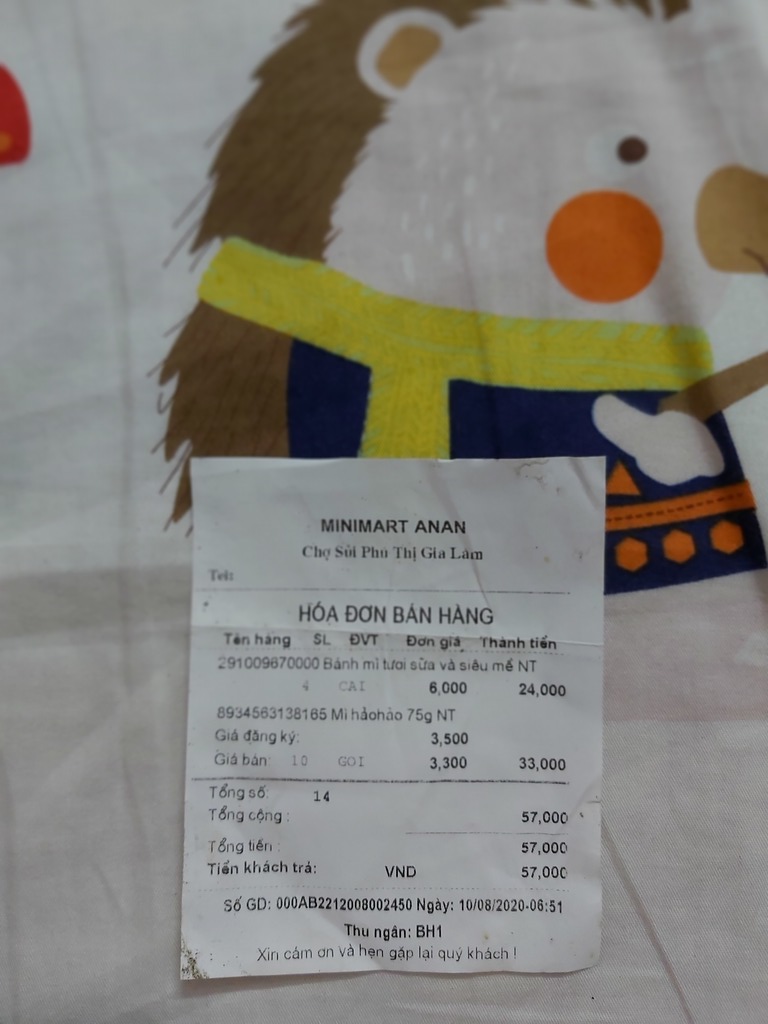 MINIMART ANAN
Chợ Sủi Phú Thị Gia Lâm
Tel:
HÓA ĐƠN BÁN HÀNG
Tên hàng SL ĐVT Đơn giá Thành tiền
291009670000 Bánh mì tươi sữa và siêu mề NT
4 CAI 6,000 24,000
8934563138165 Mì hảohảo 75g NT
Giá đăng ký: 3,500
Giá bán: 10 GOI 3,300 33,000
Tổng số: 14
Tổng cộng : 57,000
Tổng tiền : 57,000
Tiền khách trả: VND 57,000
Số GD: 000AB2212008002450 Ngày: 10/08/2020-06:51
Thu ngân: BH1
Xin cảm ơn và hẹn gặp lại quý khách !